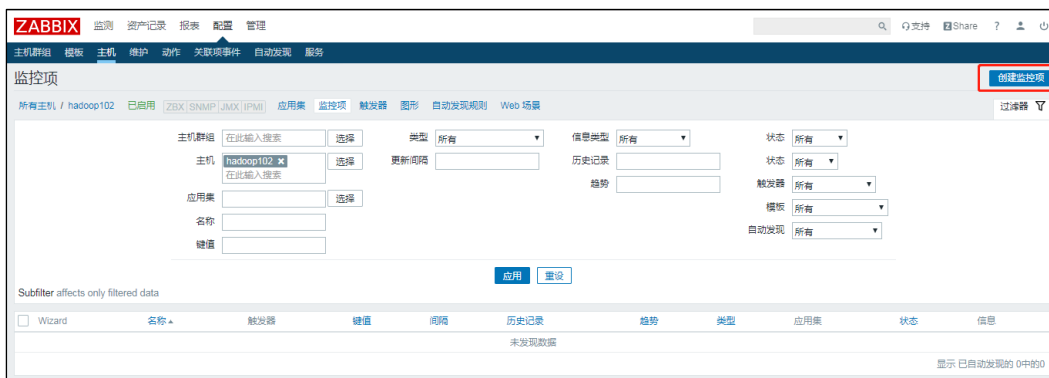 ZABBIX 监测 资产记录 报表 配置 管理 支持 Share ?
主机群组 模板 主机 维护 动作 关联项事件 自动发现 服务
监控项 创建监控项
所有主机 / hadoop102 已启用 ZBX SNMP JMX IPMI 应用集 监控项 触发器 图形 自动发现规则 Web 场景 过滤器
主机群组 在此输入搜索 选择 类型 所有 信息类型 所有 状态 所有
主机 hadoop102 选择 更新间隔 历史记录 状态 所有
在此输入搜索
趋势 触发器 所有
应用集 选择
模板 所有
名称
自动发现 所有
键值
应用 重设
Subfilter affects only filtered data
Wizard 名称 触发器 键值 间隔 历史记录 趋势 类型 应用集 状态 信息
未发现数据
显示 已自动发现的 0中的0